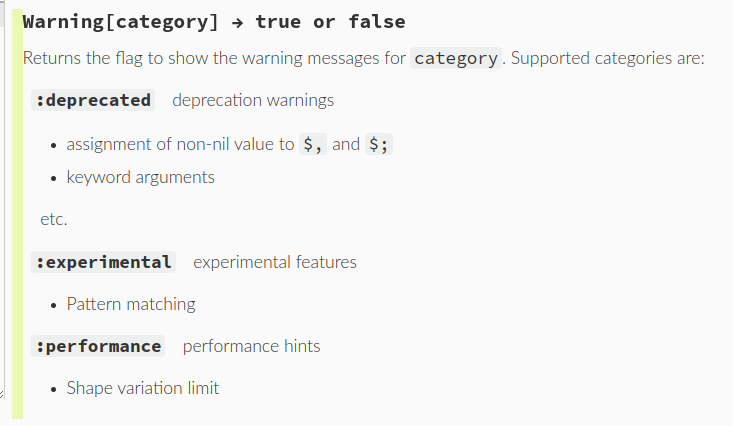 Warning[category] → true or false
Returns the flag to show the warning messages for category. Supported categories are:
:deprecated deprecation warnings
• assignment of non-nil value to $, and $;
• keyword arguments
etc.
:experimental experimental features
• Pattern matching
:performance performance hints
• Shape variation limit